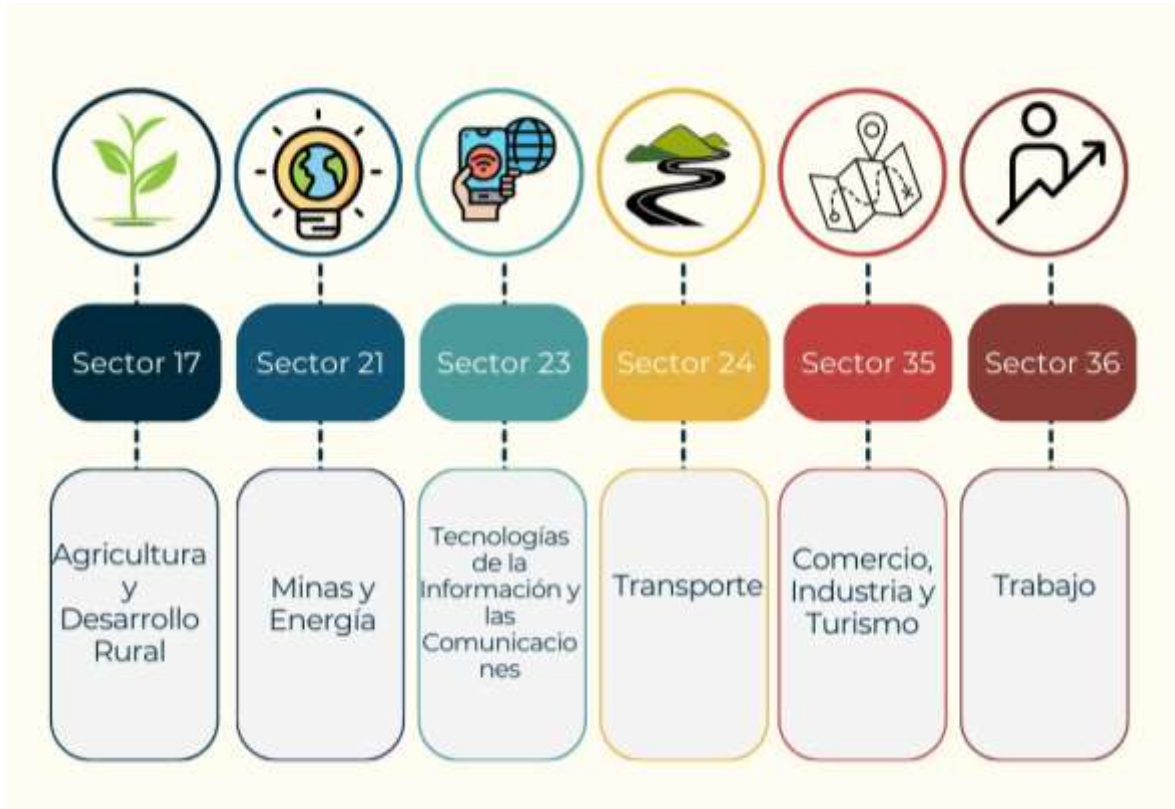 Sector 17
Sector 21
Sector 23
Sector 24
Sector 35
Sector 36
Agricultura
y
Desarrollo
Rural
Minas y
Energía
Tecnologías
de la
Información y
las
Comunicacio
nes
Transporte
Comercio,
Industria y
Turismo
Trabajo